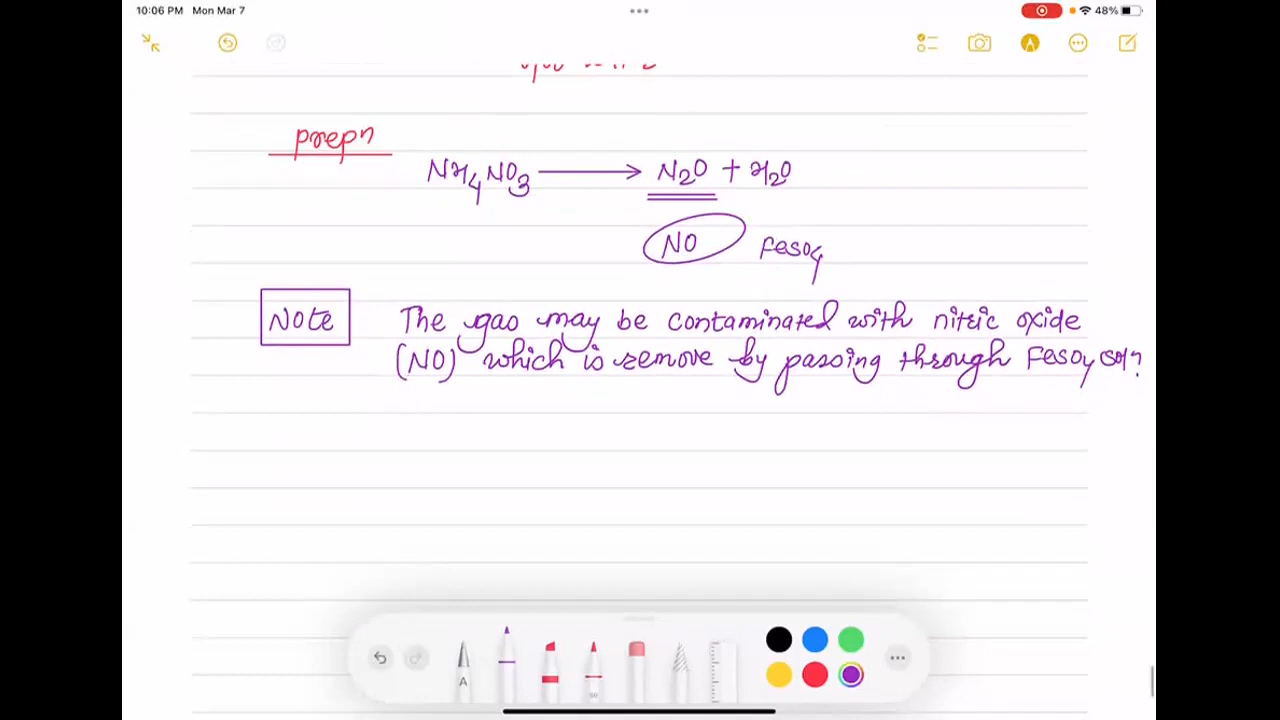 10:06 PM Mon Mar 7
48%
prepn
NH4NO3 → N2O + H2O
NO FeSO4
Note The gas may be contaminated with nitric oxide
(NO) which is remove by passing through FeSO4 soln
A
50